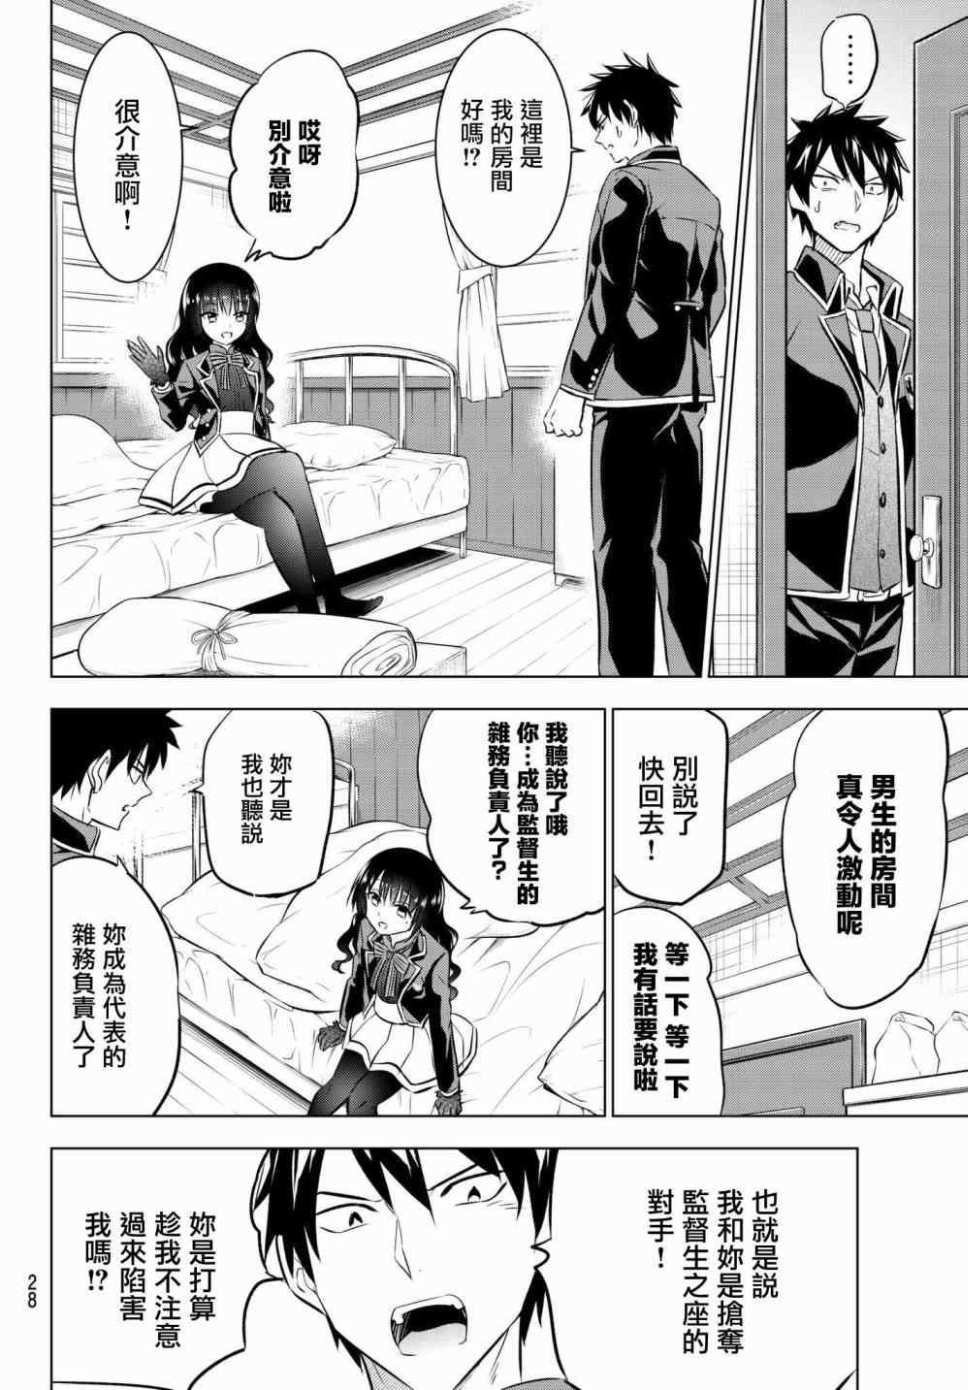 ……
這裡是
我的房間
好嗎!?
哎呀
別介意啦
很介意啊！
男生的房間
真令人激動呢
別說了
快回去！
等一下 等一下
我有話要說啦
我聽說了哦
你…成為監督生的
雜務負責人了？
妳才是
我也聽説
妳成為代表的
雜務負責人了
也就是説
我和妳是搶奪
監督生之座的
對手！
妳是打算
趁我不注意
過來陷害
我嗎!?
28